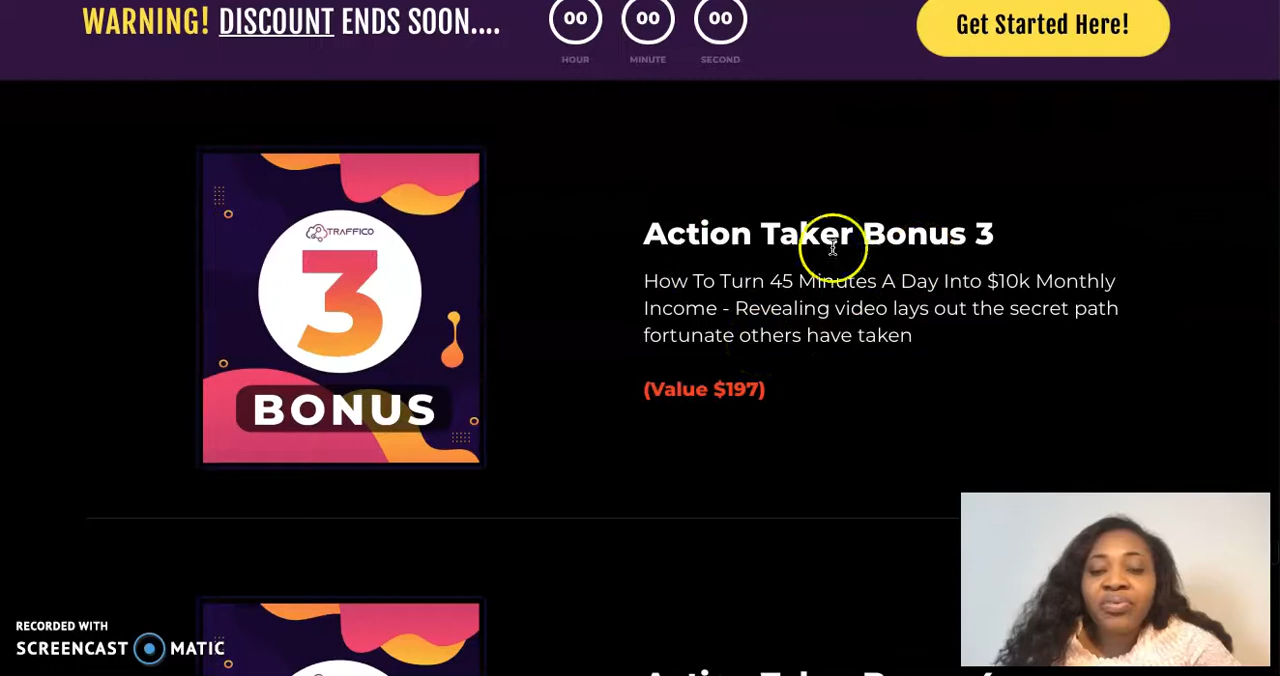 WARNING! DISCOUNT ENDS SOON....
00 00 00
HOUR MINUTE SECOND
Get Started Here!
TRAFFICO
3
BONUS
Action Taker Bonus 3
How To Turn 45 Minutes A Day Into $10k Monthly
Income - Revealing video lays out the secret path
fortunate others have taken
(Value $197)
RECORDED WITH
SCREENCAST MATIC